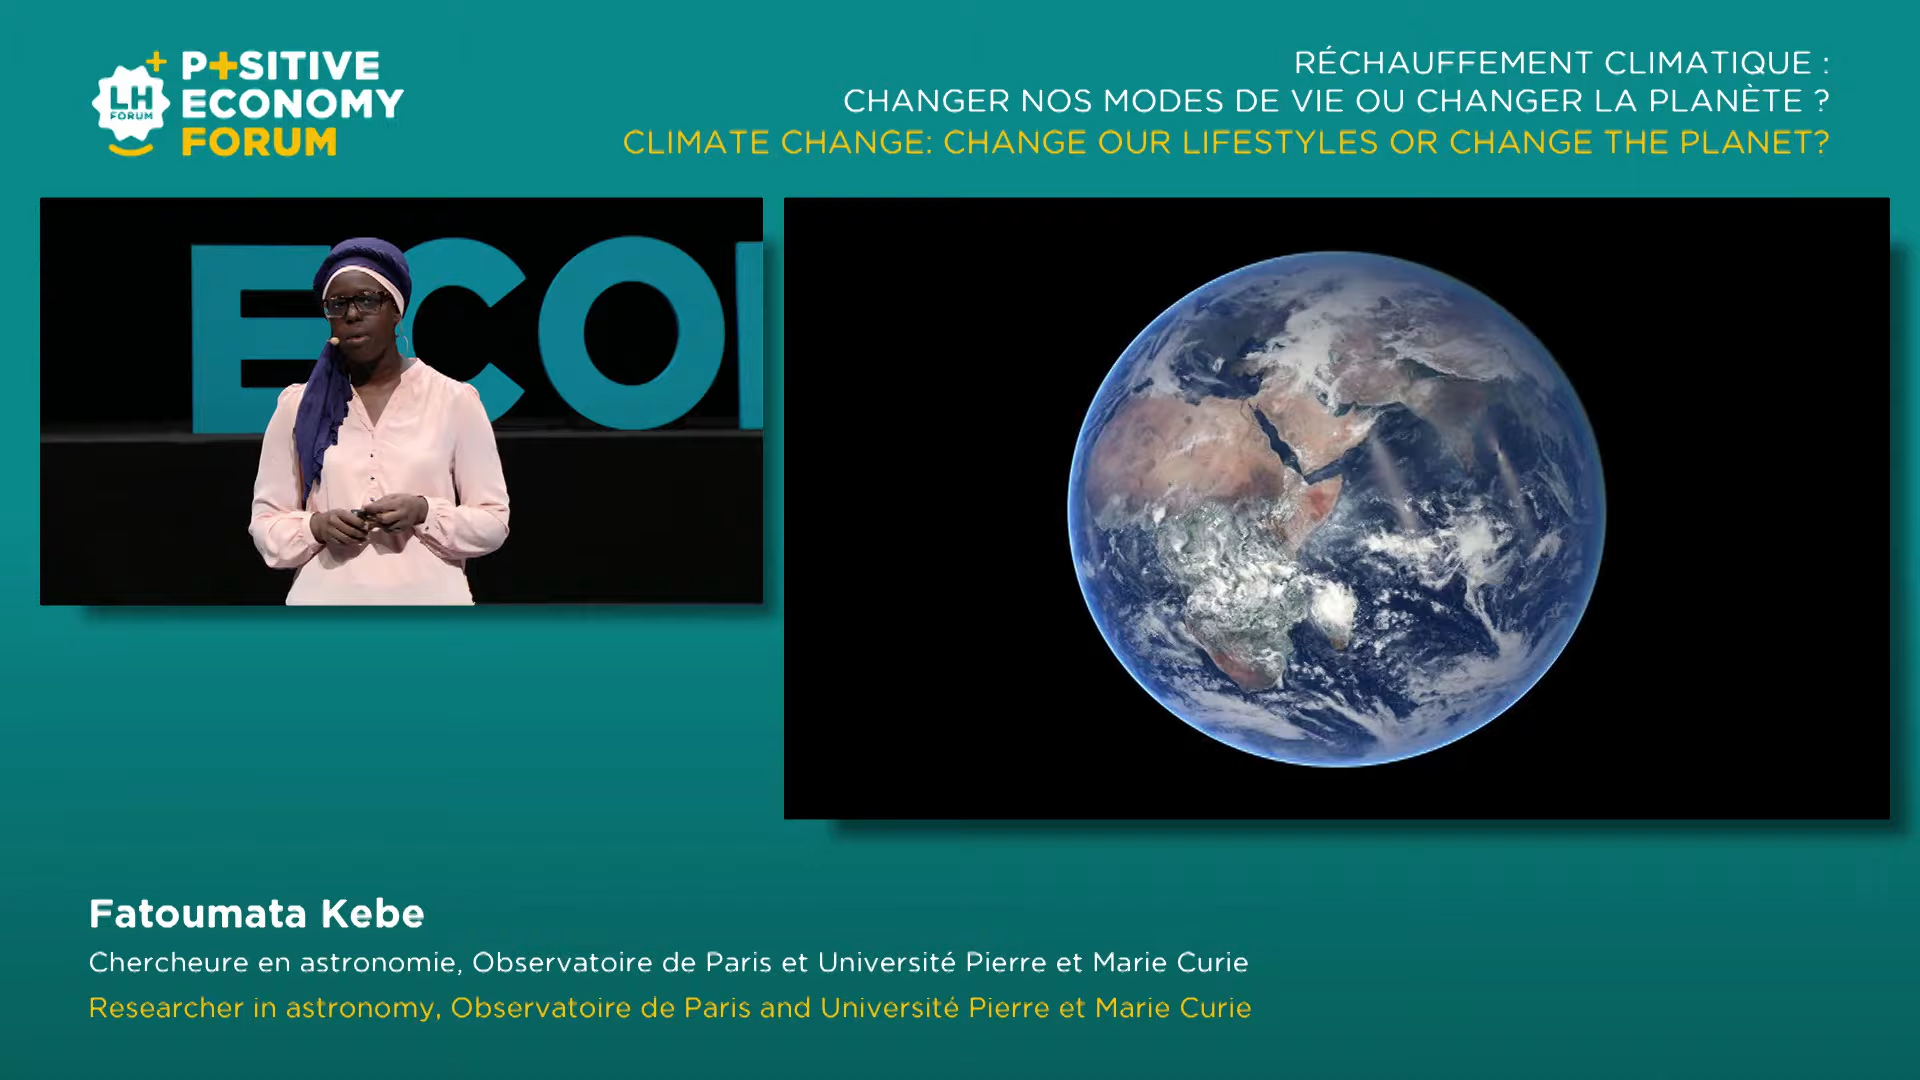 LH
FORUM
P+SITIVE
ECONOMY
FORUM
RÉCHAUFFEMENT CLIMATIQUE :
CHANGER NOS MODES DE VIE OU CHANGER LA PLANÈTE ?
CLIMATE CHANGE: CHANGE OUR LIFESTYLES OR CHANGE THE PLANET?
ECO
Fatoumata Kebe
Chercheure en astronomie, Observatoire de Paris et Université Pierre et Marie Curie
Researcher in astronomy, Observatoire de Paris and Université Pierre et Marie Curie